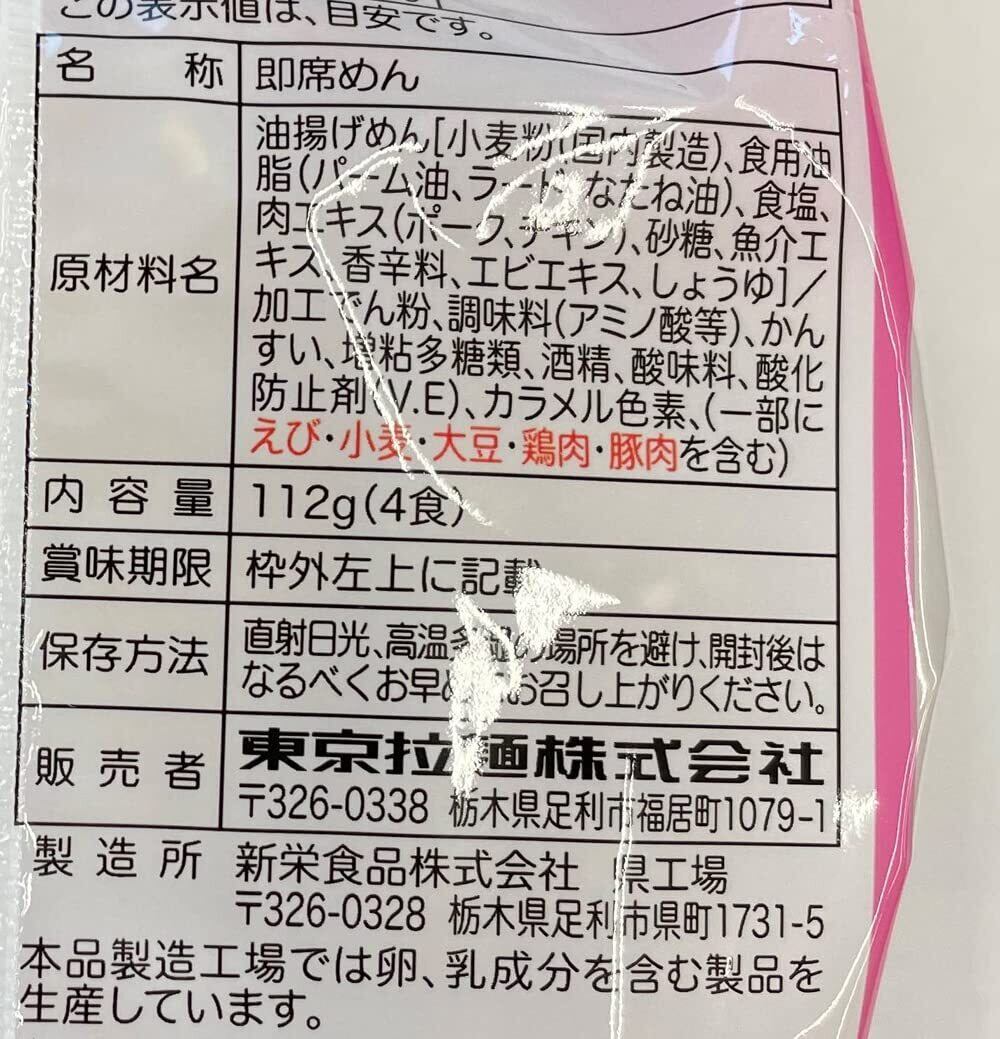 この表示値は、目安です。
名称 即席めん
原材料名
油揚げめん[小麦粉(国内製造)、食用油
脂(パーム油、ラード、なたね油)、食塩、
肉エキス(ポーク、チキン)、砂糖、魚介エ
キス、香辛料、エビエキス、しょうゆ]/
加工でん粉、調味料(アミノ酸等)、かん
すい、増粘多糖類、酒精、酸味料、酸化
防止剤(V.E)、カラメル色素、(一部に
えび・小麦・大豆・鶏肉・豚肉を含む)
内容量 112g(4食)
賞味期限 枠外左上に記載
保存方法
直射日光、高温多湿の場所を避け、開封後は
なるべくお早めにお召し上がりください。
販売者
東京拉麺株式会社
〒326-0338 栃木県足利市福居町1079-1
製造所 新栄食品株式会社 県工場
〒326-0328 栃木県足利市県町1731-5
本品製造工場では卵、乳成分を含む製品を
生産しています。